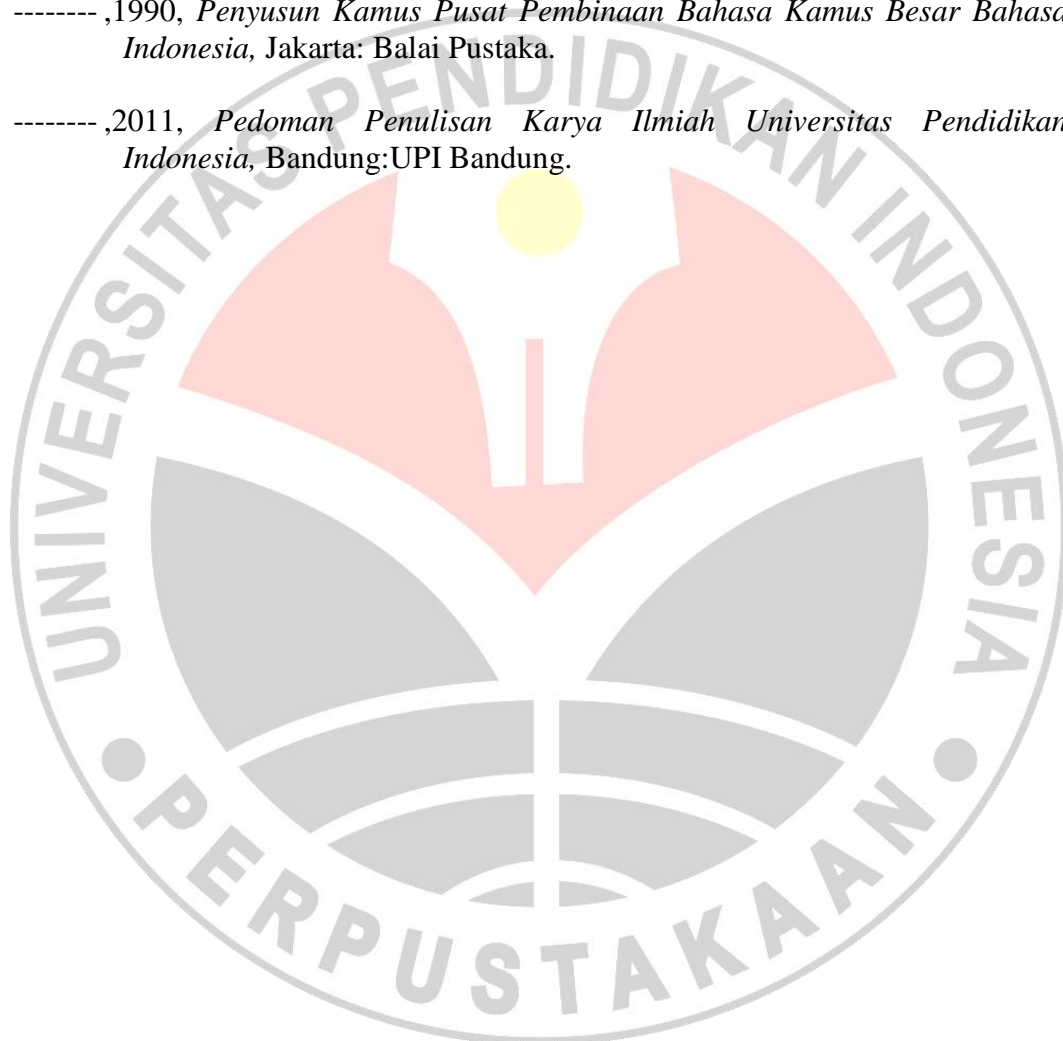 -------- ,1990, Penyusun Kamus Pusat Pembinaan Bahasa Kamus Besar Bahasa
Indonesia, Jakarta: Balai Pustaka.
-------- ,2011, Pedoman Penulisan Karya Ilmiah Universitas Pendidikan
Indonesia, Bandung:UPI Bandung.
UNIVERSITAS PENDIDIKAN INDONESIA
PERPUSTAKAAN